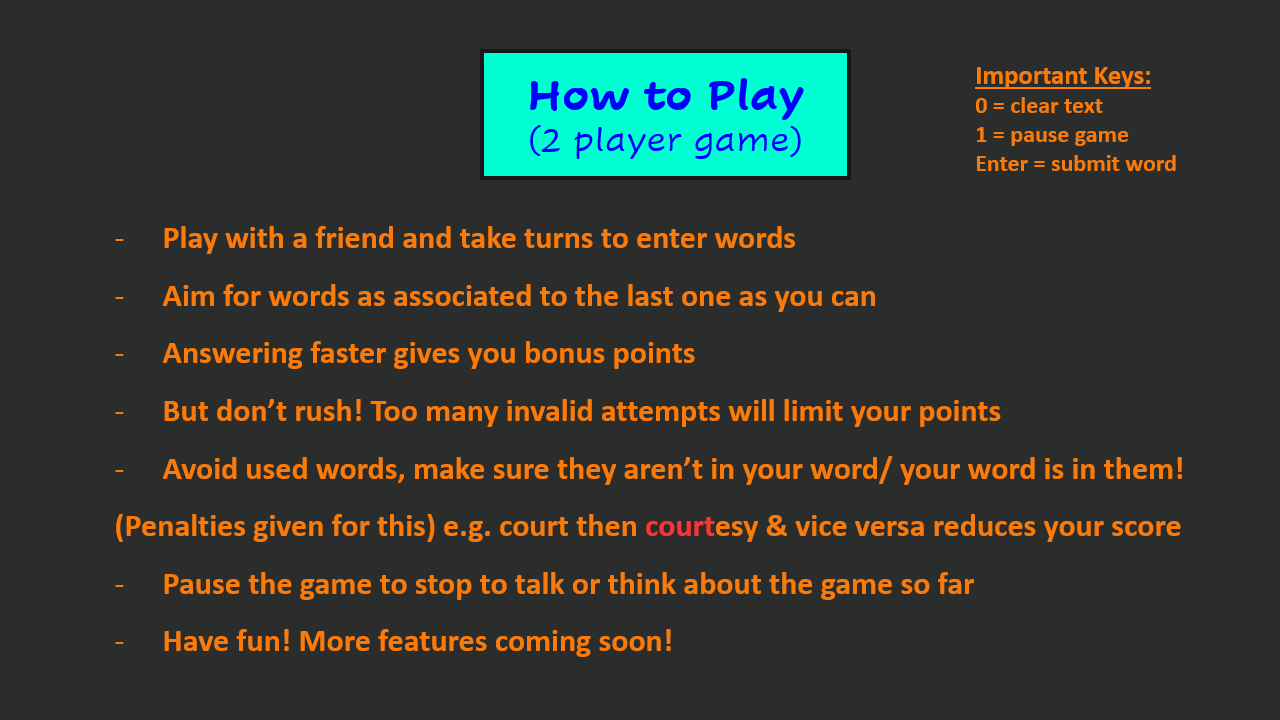 How to Play
(2 player game)
Important Keys:
0 = clear text
1 = pause game
Enter = submit word
- Play with a friend and take turns to enter words
- Aim for words as associated to the last one as you can
- Answering faster gives you bonus points
- But don’t rush! Too many invalid attempts will limit your points
- Avoid used words, make sure they aren’t in your word/ your word is in them!
(Penalties given for this) e.g. court then courtesy & vice versa reduces your score
- Pause the game to stop to talk or think about the game so far
- Have fun! More features coming soon!